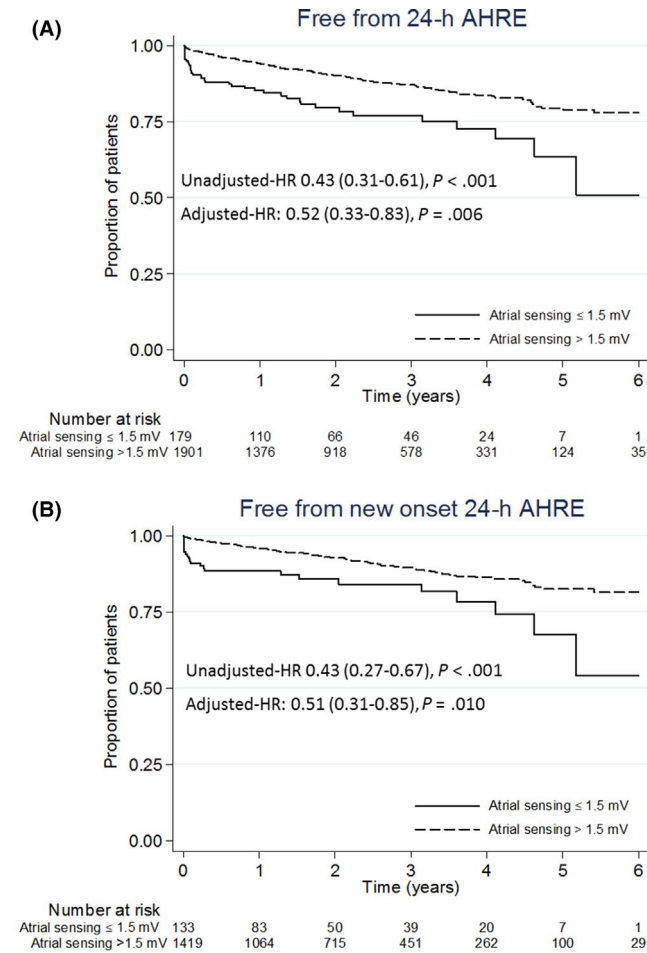 (A)
Free from 24-h AHRE
Proportion of patients
1.00
0.75
0.50
0.25
0.00
Unadjusted-HR 0.43 (0.31-0.61), P < .001
Adjusted-HR: 0.52 (0.33-0.83), P = .006
Atrial sensing ≤ 1.5 mV
Atrial sensing > 1.5 mV
0 1 2 3 4 5 6
Time (years)
Number at risk
Atrial sensing ≤ 1.5 mV 179 110 66 46 24 7 1
Atrial sensing >1.5 mV 1901 1376 918 578 331 124 35
(B)
Free from new onset 24-h AHRE
Proportion of patients
1.00
0.75
0.50
0.25
0.00
Unadjusted-HR 0.43 (0.27-0.67), P < .001
Adjusted-HR: 0.51 (0.31-0.85), P = .010
Atrial sensing ≤ 1.5 mV
Atrial sensing > 1.5 mV
0 1 2 3 4 5 6
Time (years)
Number at risk
Atrial sensing ≤ 1.5 mV 133 83 50 39 20 7 1
Atrial sensing >1.5 mV 1419 1064 715 451 262 100 29